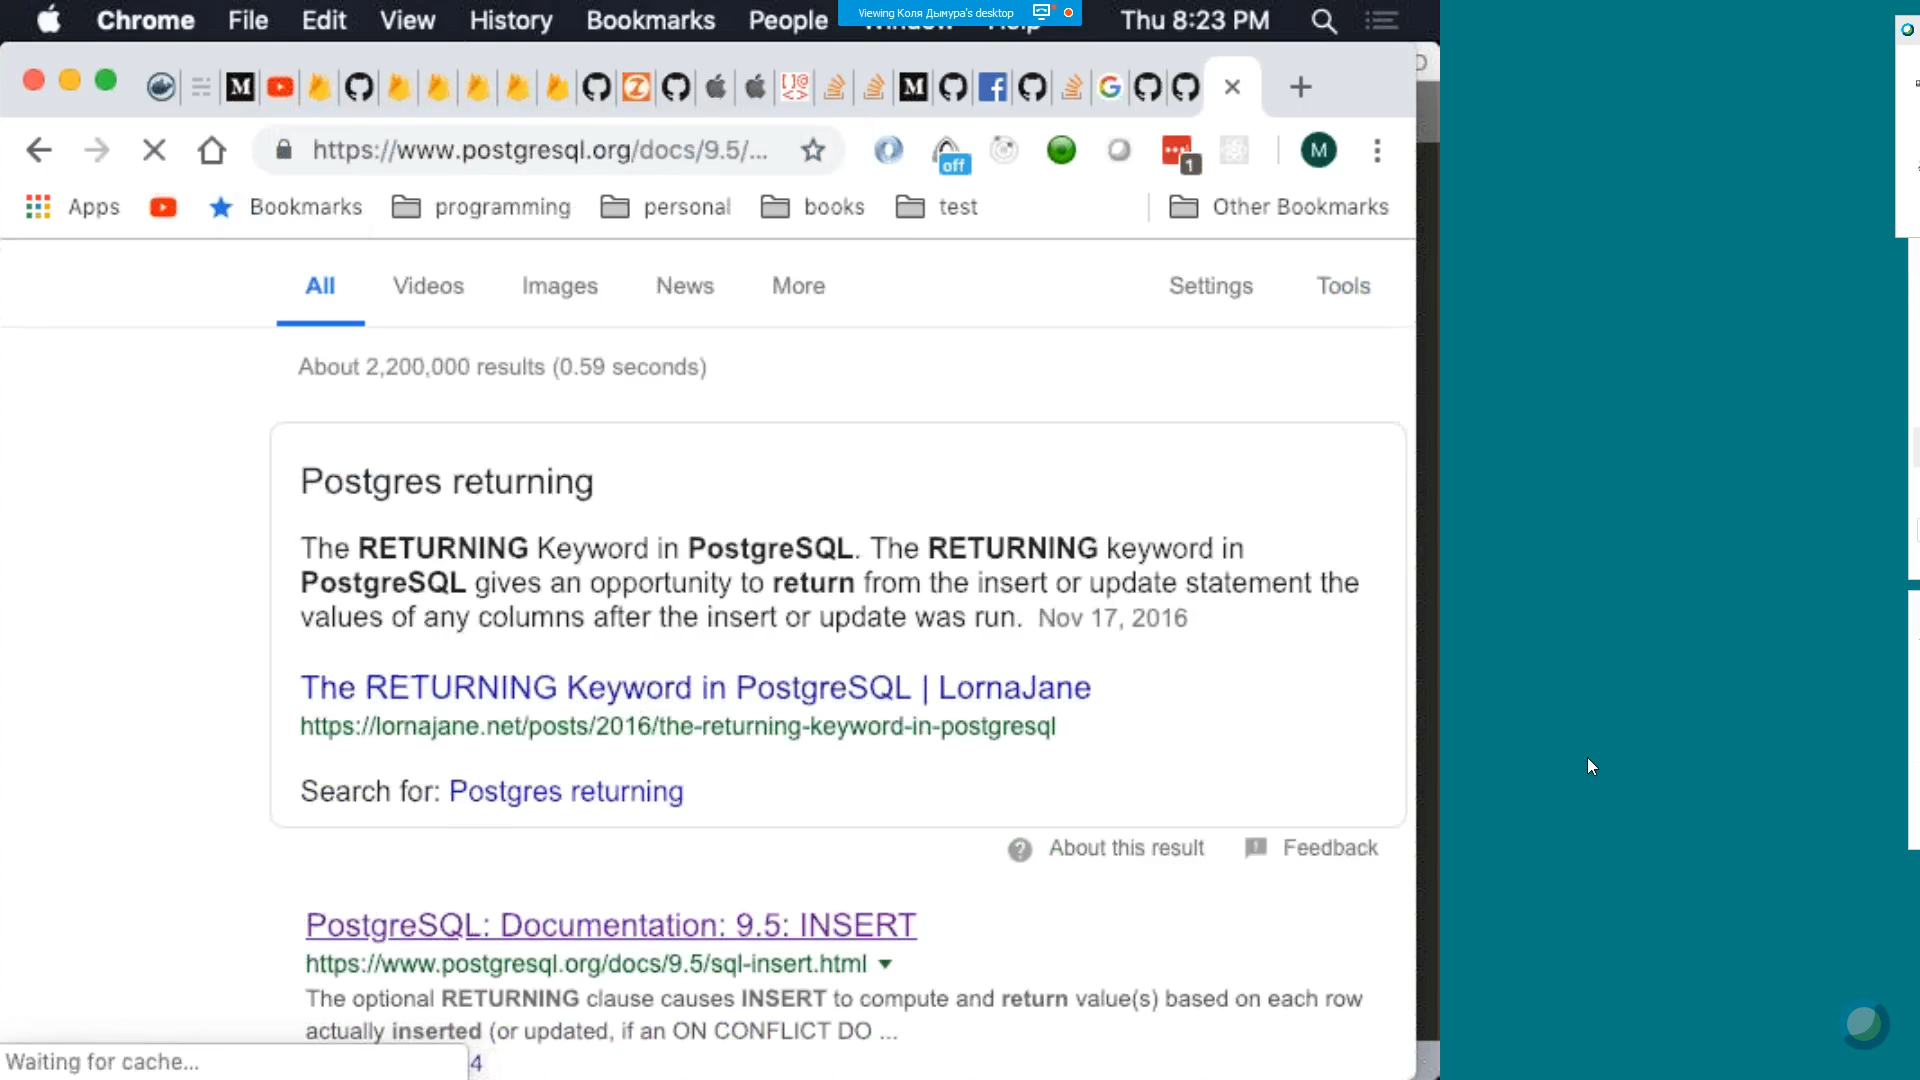 Chrome File Edit View History Bookmarks People Window Help Thu 8:23 PM
Viewing Коля Дымура's desktop
https://www.postgresql.org/docs/9.5/...
off
1
M
Apps Bookmarks programming personal books test Other Bookmarks
All Videos Images News More Settings Tools
About 2,200,000 results (0.59 seconds)
Postgres returning
The RETURNING Keyword in PostgreSQL. The RETURNING keyword in
PostgreSQL gives an opportunity to return from the insert or update statement the
values of any columns after the insert or update was run. Nov 17, 2016
The RETURNING Keyword in PostgreSQL | LornaJane
https://lornajane.net/posts/2016/the-returning-keyword-in-postgresql
Search for: Postgres returning
About this result Feedback
PostgreSQL: Documentation: 9.5: INSERT
https://www.postgresql.org/docs/9.5/sql-insert.html
The optional RETURNING clause causes INSERT to compute and return value(s) based on each row
actually inserted (or updated, if an ON CONFLICT DO ...
Waiting for cache... 4